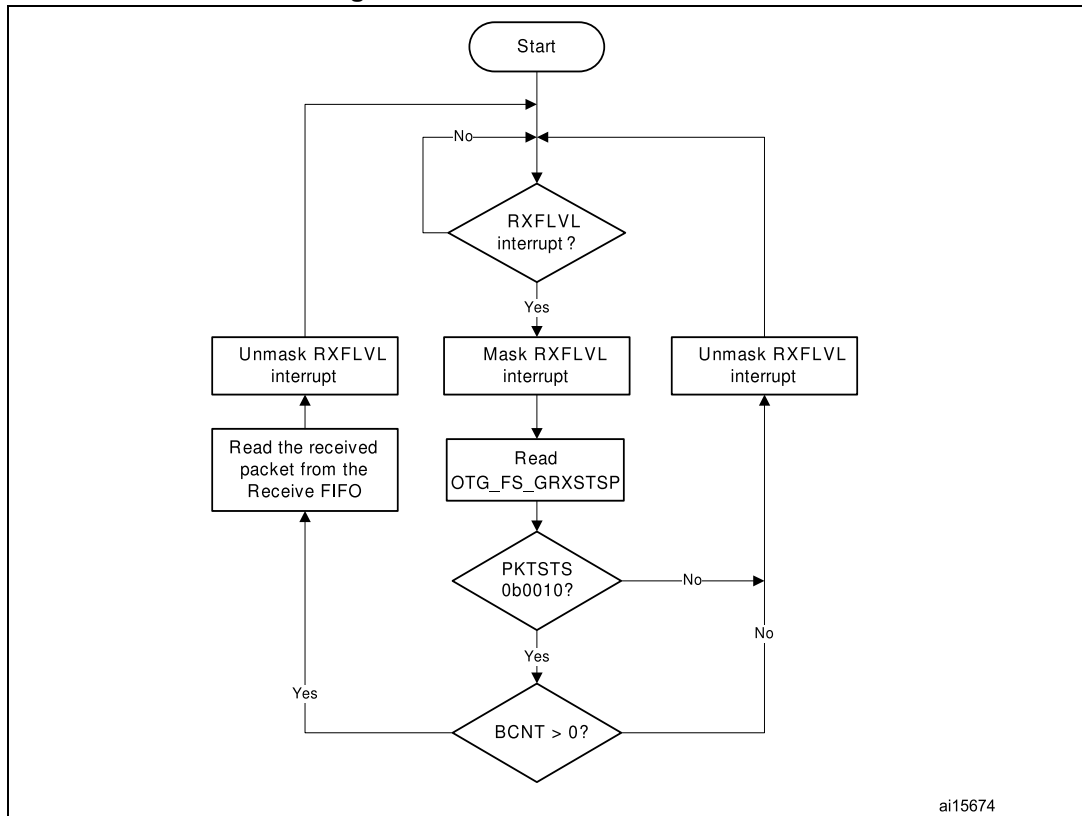 Start
No
RXFLVL
interrupt ?
Yes
Unmask RXFLVL
interrupt
Mask RXFLVL
interrupt
Unmask RXFLVL
interrupt
Read the received
packet from the
Receive FIFO
Read
OTG_FS_GRXSTSP
PKTSTS
0b0010?
No
No
Yes
Yes
BCNT > 0?
ai15674